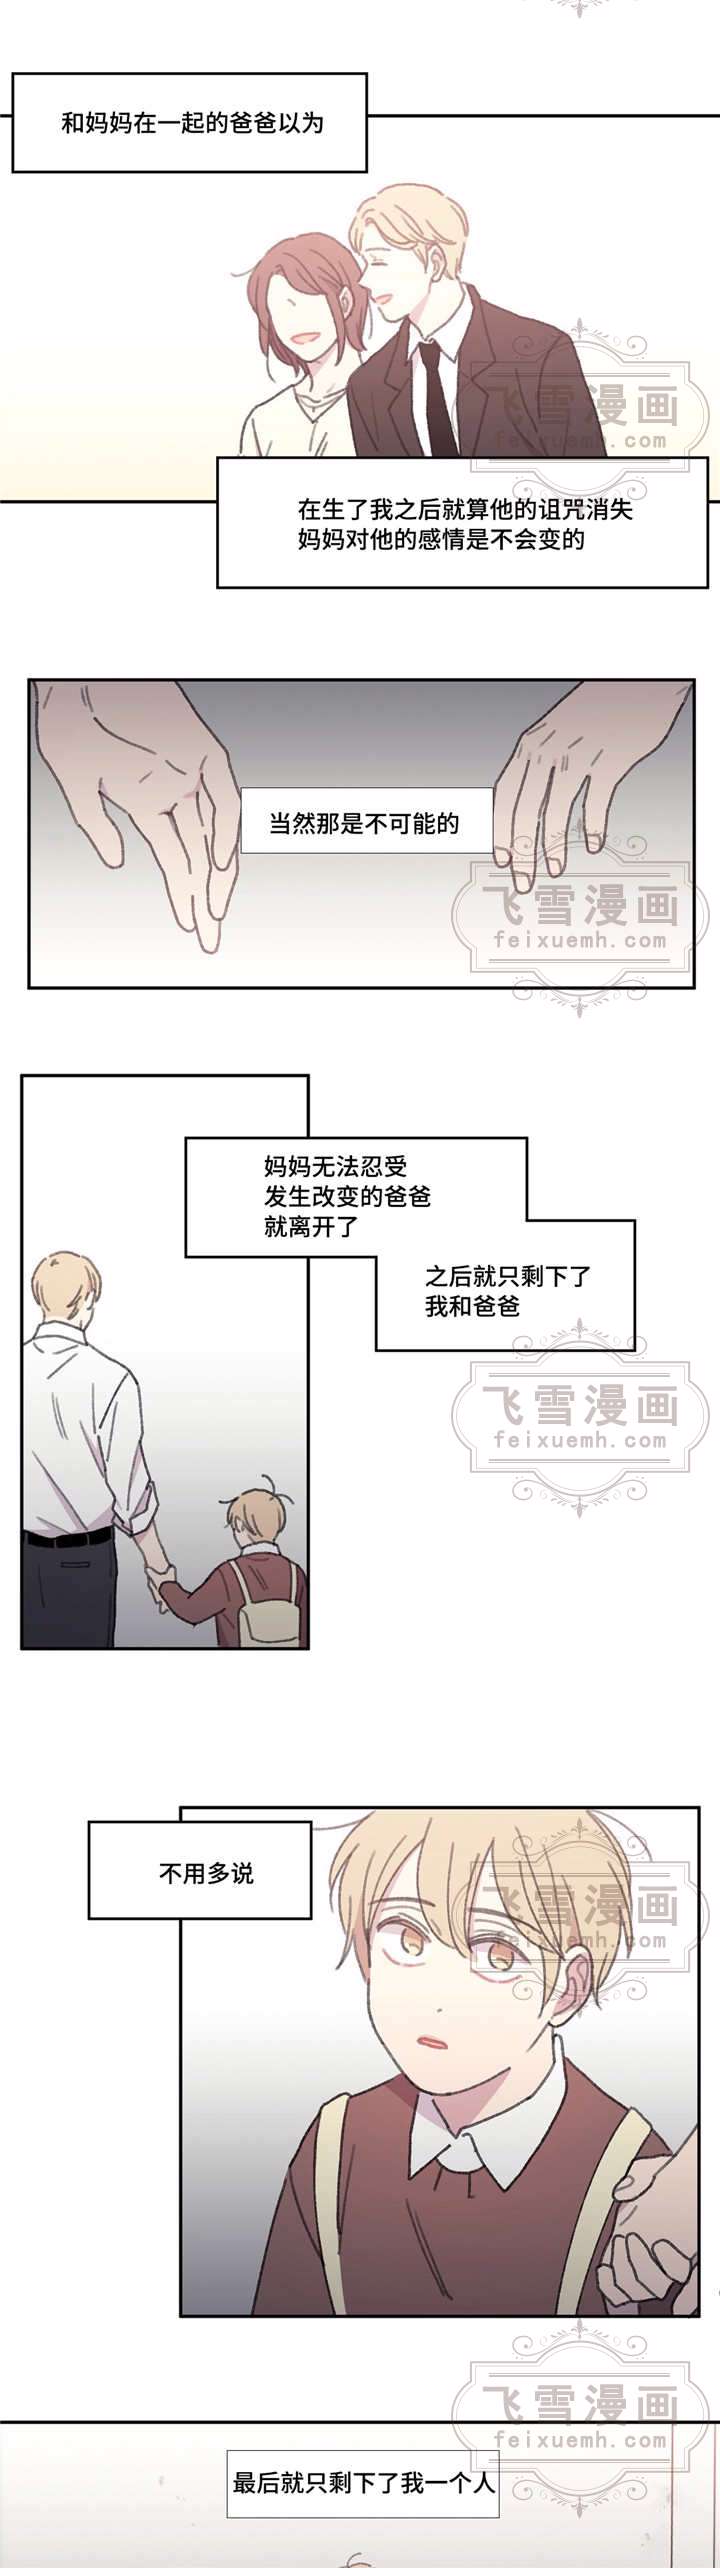 和妈妈在一起的爸爸以为
飞雪漫画
feixuemh.com
在生了我之后就算他的诅咒消失
妈妈对他的感情是不会变的
当然那是不可能的
飞雪漫画
feixuemh.com
妈妈无法忍受
发生改变的爸爸
就离开了
之后就只剩下了
我和爸爸
飞雪漫画
feixuemh.com
不用多说
飞雪漫画
feixuemh.com
飞雪漫画
feixuemh.com
最后就只剩下了我一个人